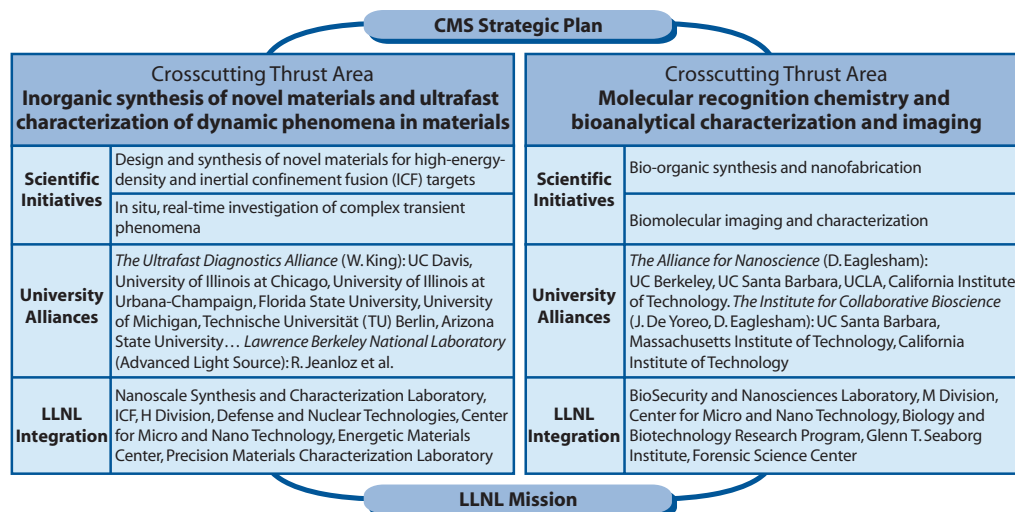 CMS Strategic Plan
Crosscutting Thrust Area
Inorganic synthesis of novel materials and ultrafast
characterization of dynamic phenomena in materials
Scientific
Initiatives
Design and synthesis of novel materials for high-energy-
density and inertial confinement fusion (ICF) targets
In situ, real-time investigation of complex transient
phenomena
University
Alliances
The Ultrafast Diagnostics Alliance (W. King): UC Davis,
University of Illinois at Chicago, University of Illinois at
Urbana-Champaign, Florida State University, University
of Michigan, Technische Universität (TU) Berlin, Arizona
State University… Lawrence Berkeley National Laboratory
(Advanced Light Source): R. Jeanloz et al.
LLNL
Integration
Nanoscale Synthesis and Characterization Laboratory,
ICF, H Division, Defense and Nuclear Technologies, Center
for Micro and Nano Technology, Energetic Materials
Center, Precision Materials Characterization Laboratory
Crosscutting Thrust Area
Molecular recognition chemistry and
bioanalytical characterization and imaging
Scientific
Initiatives
Bio-organic synthesis and nanofabrication
Biomolecular imaging and characterization
University
Alliances
The Alliance for Nanoscience (D. Eaglesham):
UC Berkeley, UC Santa Barbara, UCLA, California Institute
of Technology. The Institute for Collaborative Bioscience
(J. De Yoreo, D. Eaglesham): UC Santa Barbara,
Massachusetts Institute of Technology, California
Institute of Technology
LLNL
Integration
BioSecurity and Nanosciences Laboratory, M Division,
Center for Micro and Nano Technology, Biology and
Biotechnology Research Program, Glenn T. Seaborg
Institute, Forensic Science Center
LLNL Mission